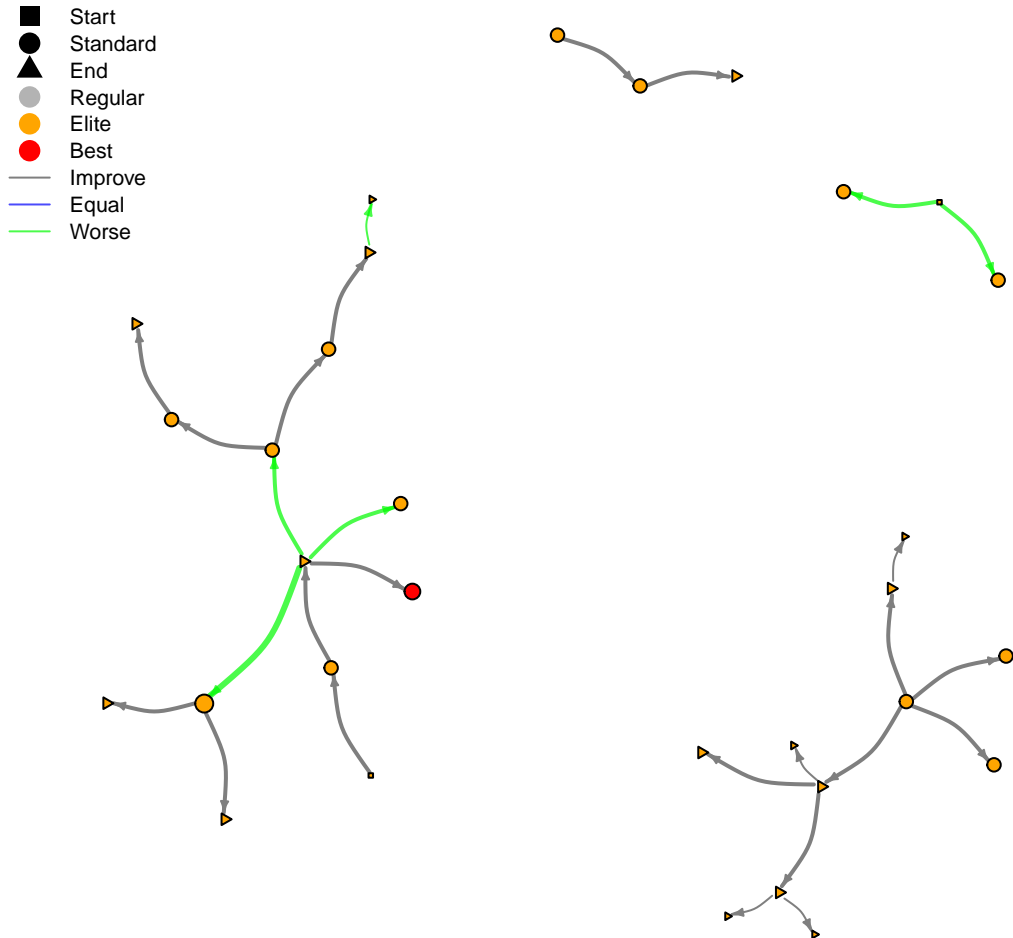 Start
Standard
End
Regular
Elite
Best
Improve
Equal
Worse